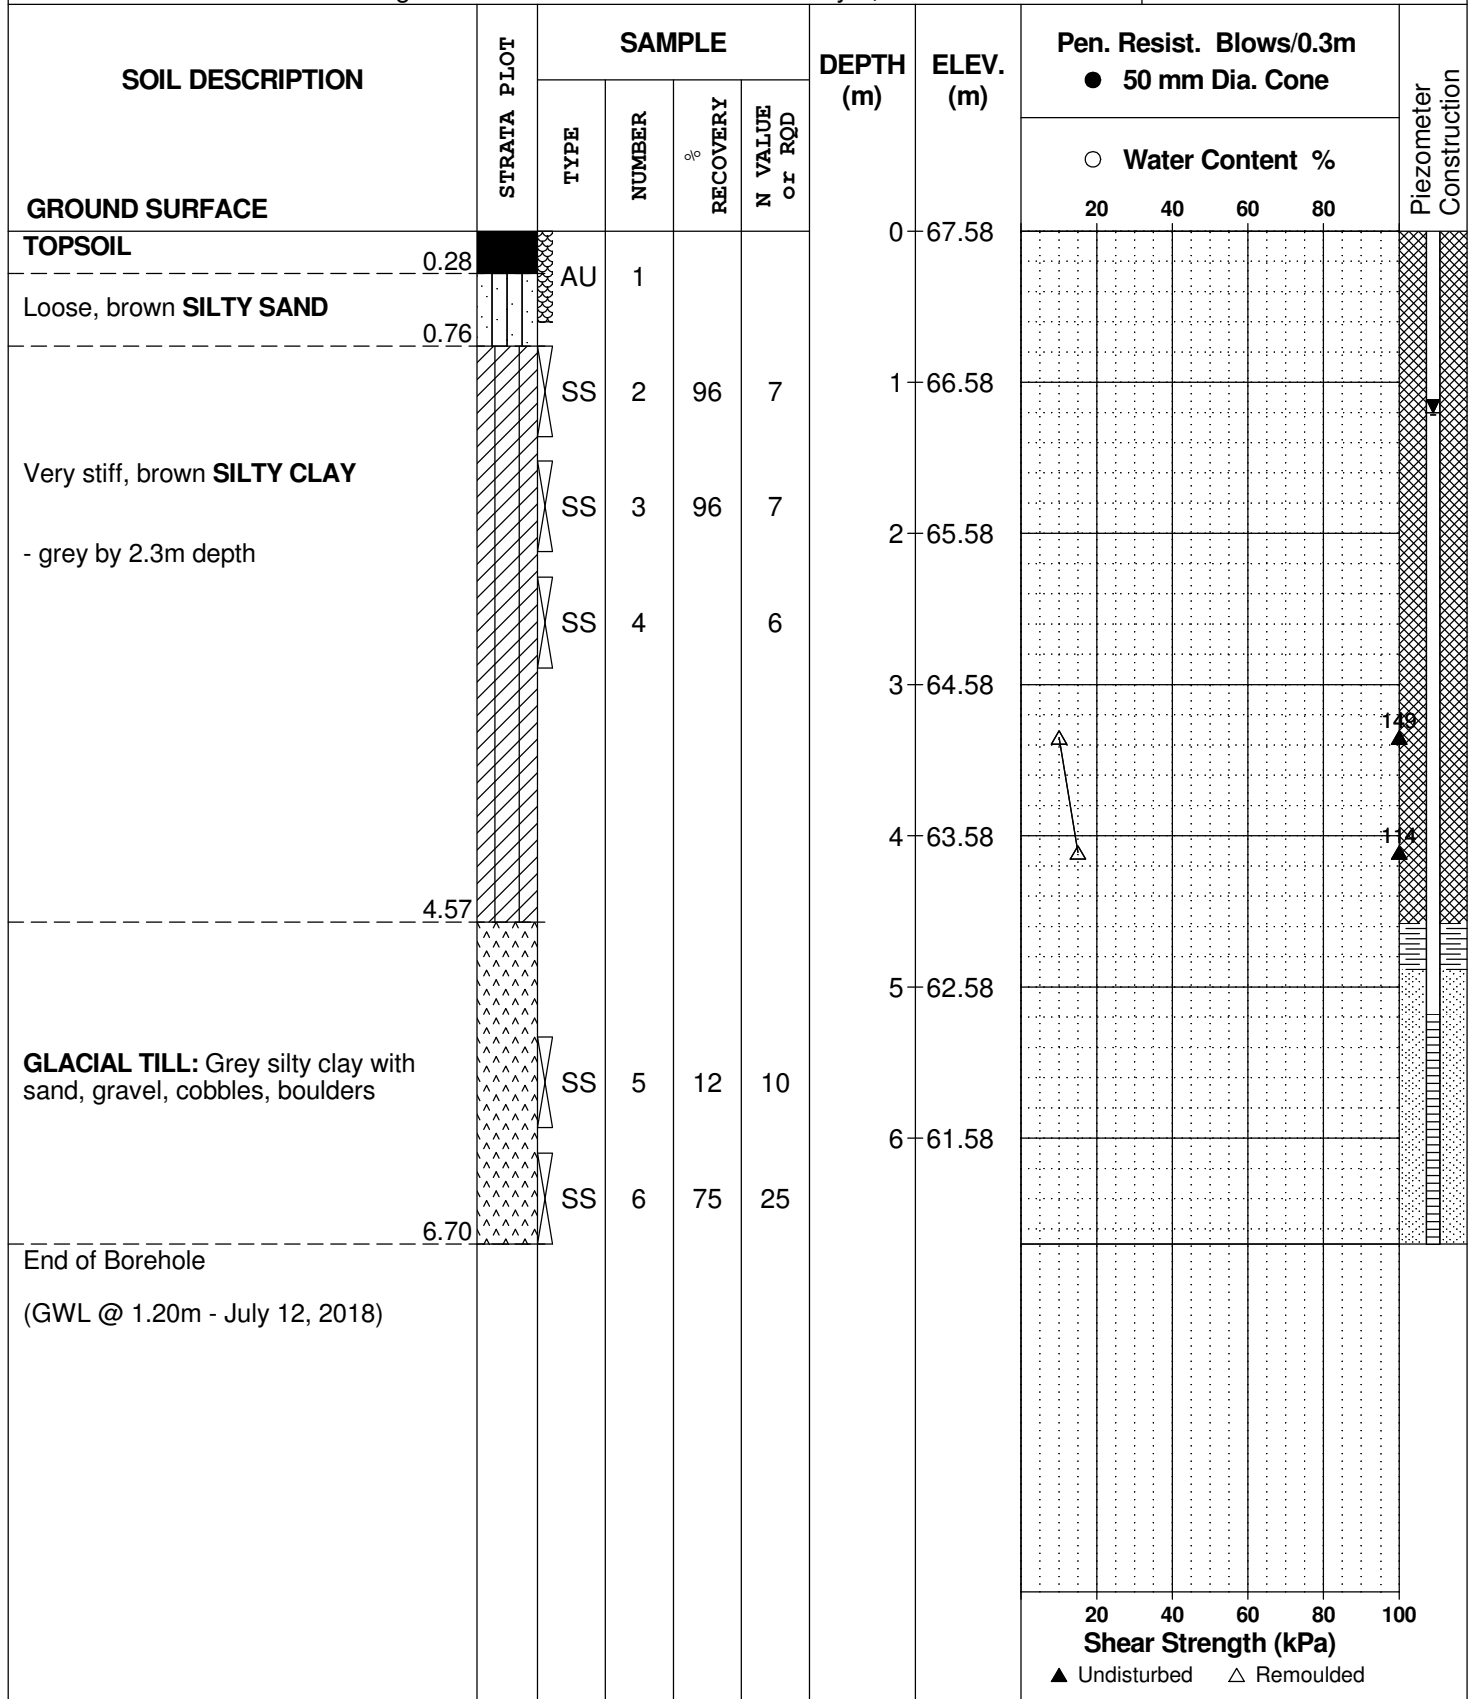 SOIL DESCRIPTION
GROUND SURFACE
STRATA PLOT
SAMPLE
TYPE
NUMBER
%
RECOVERY
N VALUE
or RQD
DEPTH
(m)
ELEV.
(m)
Pen. Resist. Blows/0.3m
● 50 mm Dia. Cone
○ Water Content %
20 40 60 80
Piezometer
Construction
TOPSOIL
0.28
Loose, brown SILTY SAND
0.76
Very stiff, brown SILTY CLAY
- grey by 2.3m depth
4.57
GLACIAL TILL: Grey silty clay with
sand, gravel, cobbles, boulders
6.70
End of Borehole
(GWL @ 1.20m - July 12, 2018)
AU 1
SS 2 96 7
SS 3 96 7
SS 4 6
SS 5 12 10
SS 6 75 25
0 67.58
1 66.58
2 65.58
3 64.58
4 63.58
5 62.58
6 61.58
149
114
20 40 60 80 100
Shear Strength (kPa)
▲ Undisturbed △ Remoulded